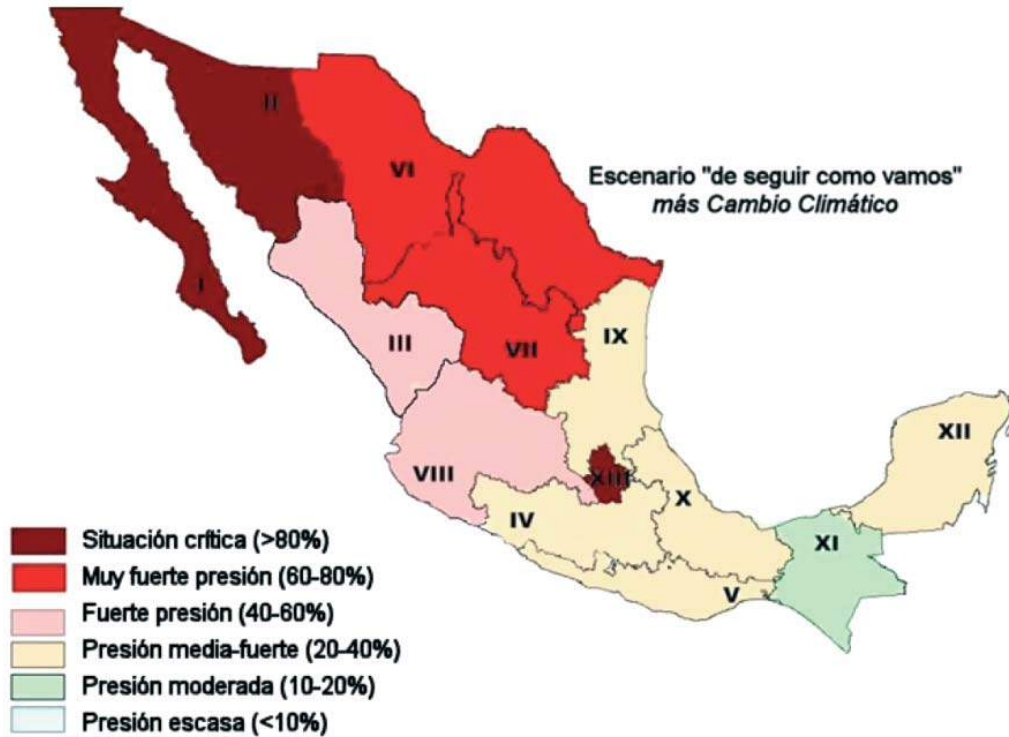 II
VI
Escenario "de seguir como vamos"
más Cambio Climático
I
III
VII
IX
XII
VIII
XIII
X
IV
XI
V
Situación crítica (>80%)
Muy fuerte presión (60-80%)
Fuerte presión (40-60%)
Presión media-fuerte (20-40%)
Presión moderada (10-20%)
Presión escasa (<10%)